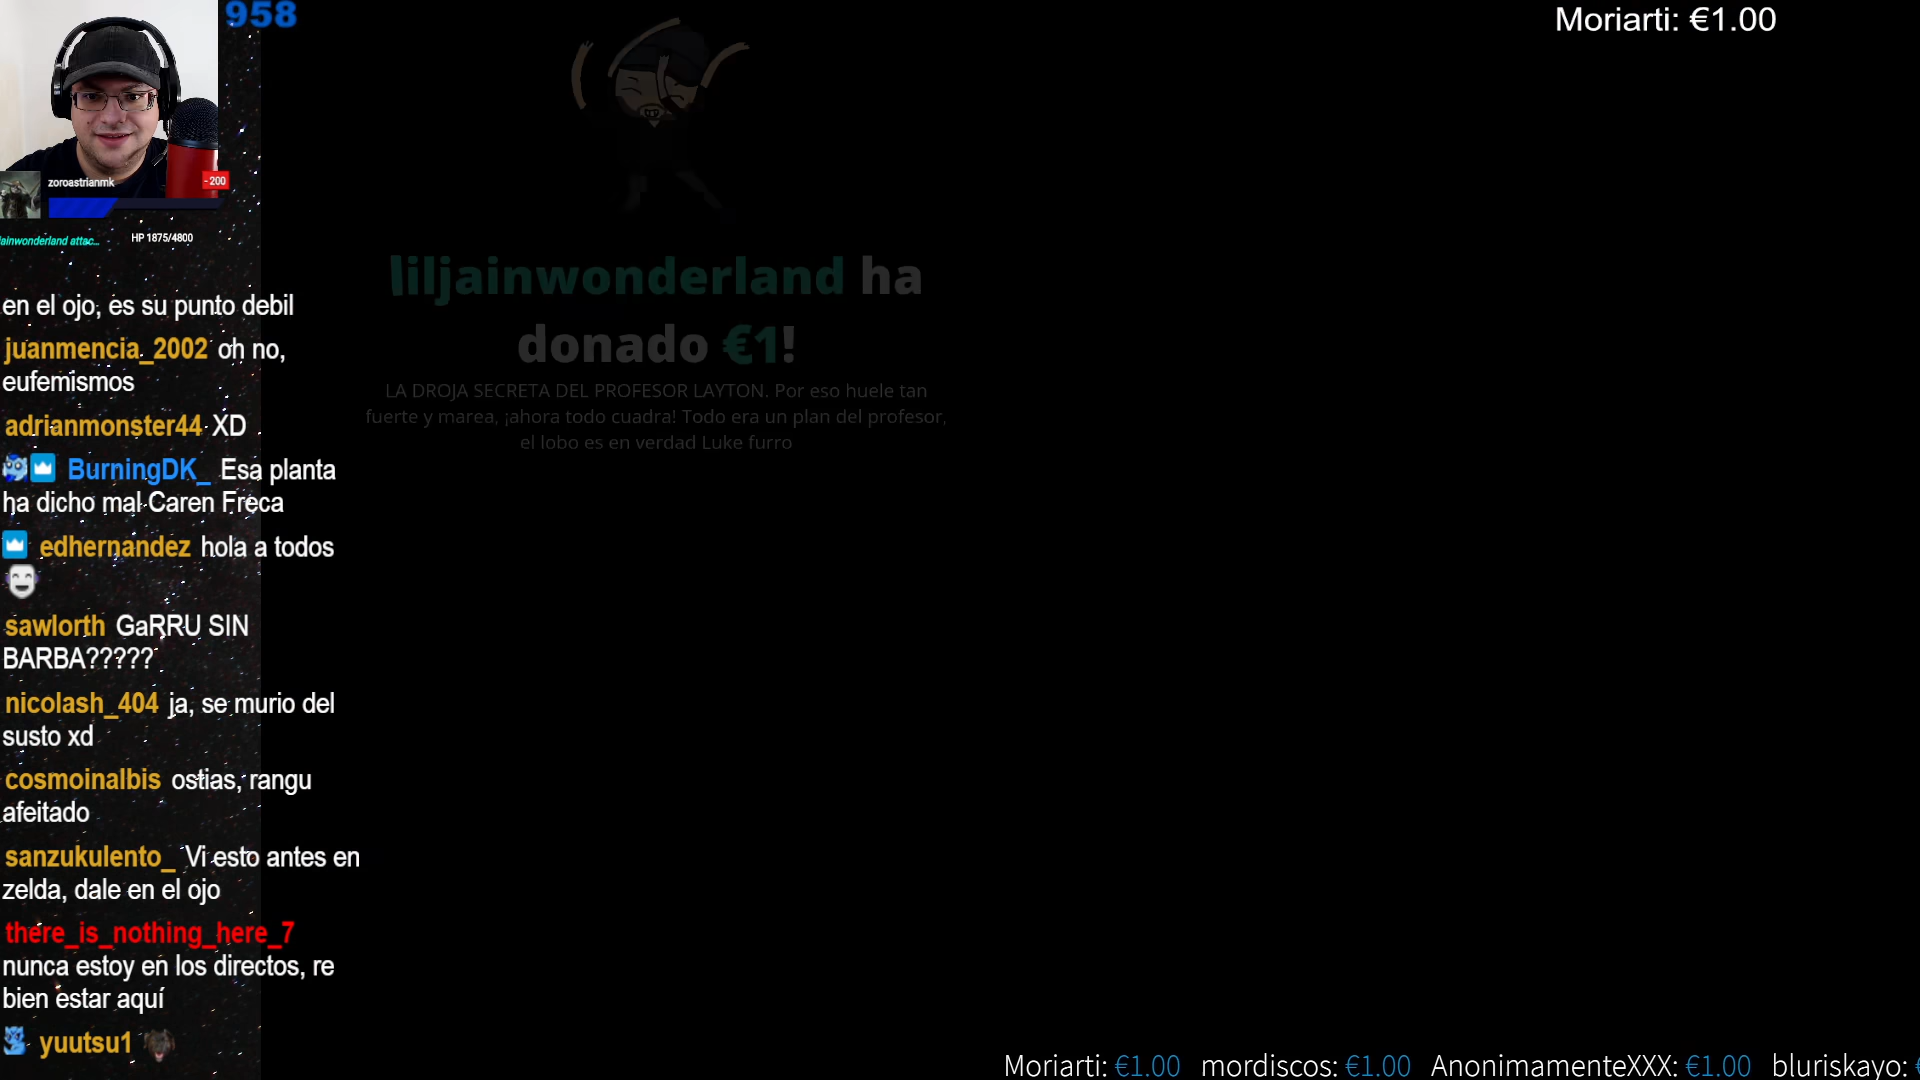 958
Moriarti: €1.00
zoroastrianmk
- 200
jainwonderland attac...
HP 1875/4800
liljainwonderland ha
donado €1!
LA DROJA SECRETA DEL PROFESOR LAYTON. Por eso huele tan
fuerte y marea, ¡ahora todo cuadra! Todo era un plan del profesor,
el lobo es en verdad Luke furro
en el ojo, es su punto debil
juanmencia_2002 oh no,
eufemismos
adrianmonster44 XD
BurningDK_ Esa planta
ha dicho mal Caren Freca
edhernandez hola a todos
sawlorth GaRRU SIN
BARBA?????
nicolash_404 ja, se murio del
susto xd
cosmoinalbis ostias, rangu
afeitado
sanzukulento_ Vi esto antes en
zelda, dale en el ojo
there_is_nothing_here_7
nunca estoy en los directos, re
bien estar aquí
yuutsu1
Moriarti: €1.00 mordiscos: €1.00 AnonimamenteXXX: €1.00 bluriskayo: